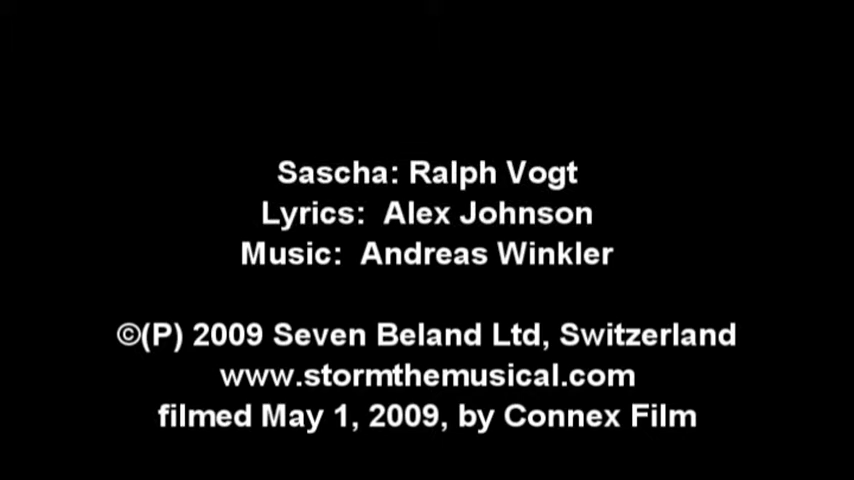 Sascha: Ralph Vogt
Lyrics:  Alex Johnson
Music:  Andreas Winkler
©(P) 2009 Seven Beland Ltd, Switzerland
www.stormthemusical.com
filmed May 1, 2009, by Connex Film